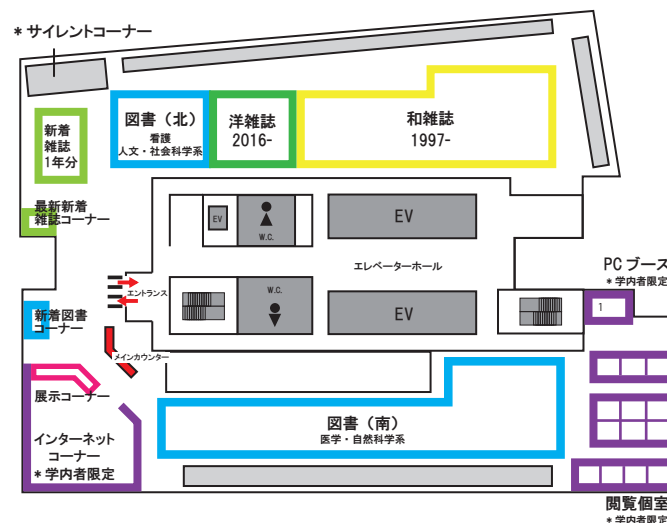 *サイレントコーナー
新着
雑誌
1年分
図書（北）
看護
人文・社会科学系
洋雑誌
2016-
和雑誌
1997-
最新新着
雑誌コーナー
EV
W.C.
EV
エレベーターホール
エントランス
W.C.
EV
PCブース
*学内者限定
1
新着図書
コーナー
メインカウンター
展示コーナー
図書（南）
医学・自然科学系
インターネット
コーナー
*学内者限定
閲覧個室
*学内者限定